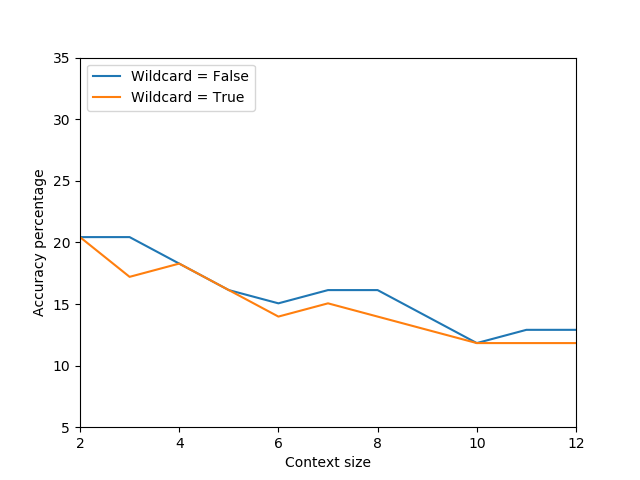 35
30
25
20
15
10
5
Accuracy percentage
Wildcard = False
Wildcard = True
2 4 6 8 10 12
Context size